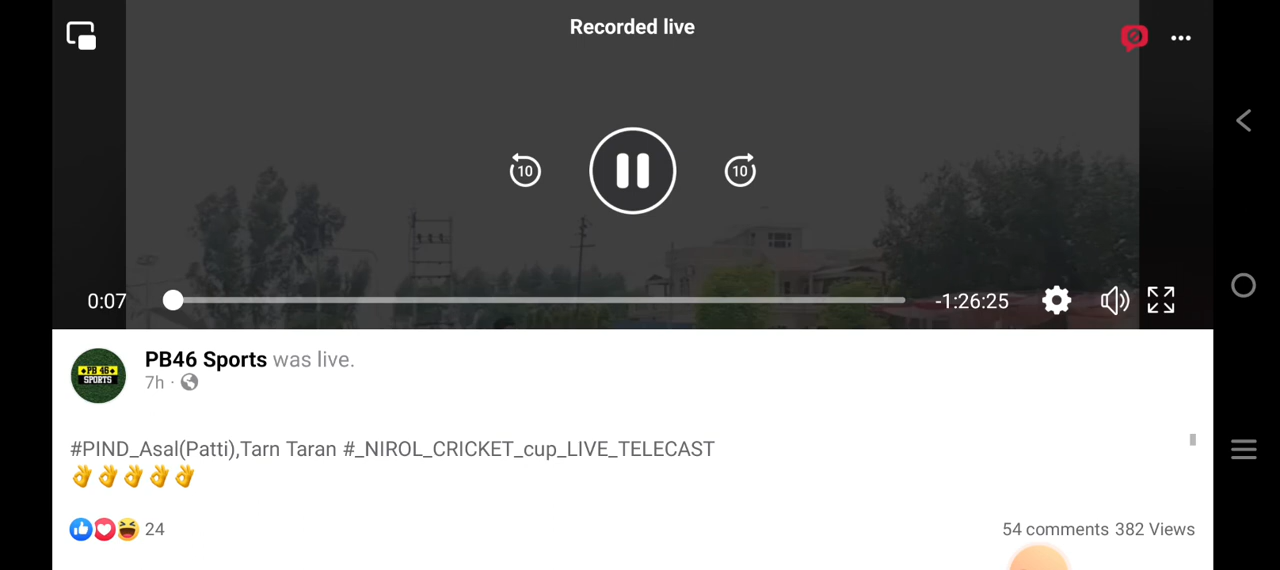 Recorded live
10
10
0:07
-1:26:25
PB 46
SPORTS
PB46 Sports was live.
7h ·
#PIND_Asal(Patti),Tarn Taran #_NIROL_CRICKET_cup_LIVE_TELECAST
👌👌👌👌👌
24
54 comments 382 Views